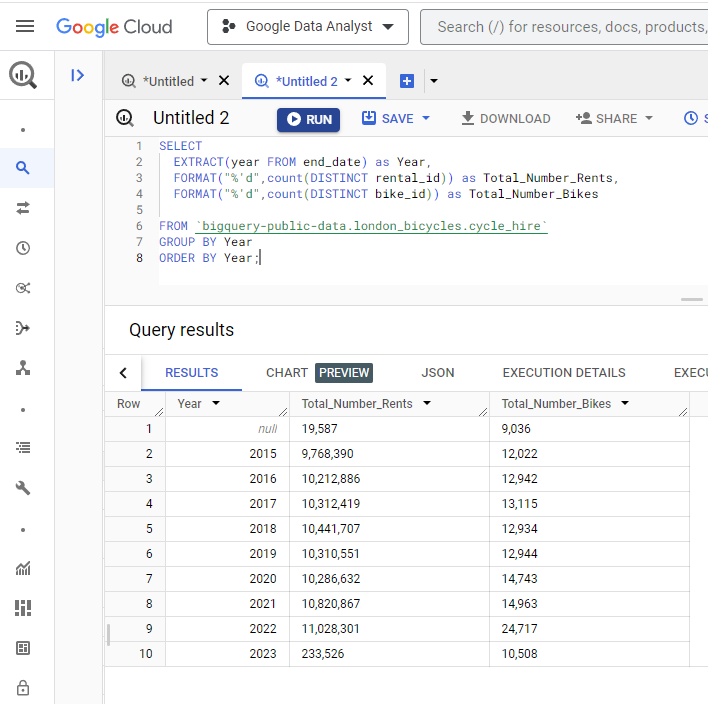 Google Cloud
Google Data Analyst
Search (/) for resources, docs, products,
*Untitled
*Untitled 2
Untitled 2
RUN
SAVE
DOWNLOAD
SHARE
S
1 SELECT
2 EXTRACT(year FROM end_date) as Year,
3 FORMAT("%'d",count(DISTINCT rental_id)) as Total_Number_Rents,
4 FORMAT("%'d",count(DISTINCT bike_id)) as Total_Number_Bikes
5
6 FROM `bigquery-public-data.london_bicycles.cycle_hire`
7 GROUP BY Year
8 ORDER BY Year;
Query results
RESULTS CHART PREVIEW JSON EXECUTION DETAILS EXECU
Row Year Total_Number_Rents Total_Number_Bikes
1 null 19,587 9,036
2 2015 9,768,390 12,022
3 2016 10,212,886 12,942
4 2017 10,312,419 13,115
5 2018 10,441,707 12,934
6 2019 10,310,551 12,944
7 2020 10,286,632 14,743
8 2021 10,820,867 14,963
9 2022 11,028,301 24,717
10 2023 233,526 10,508